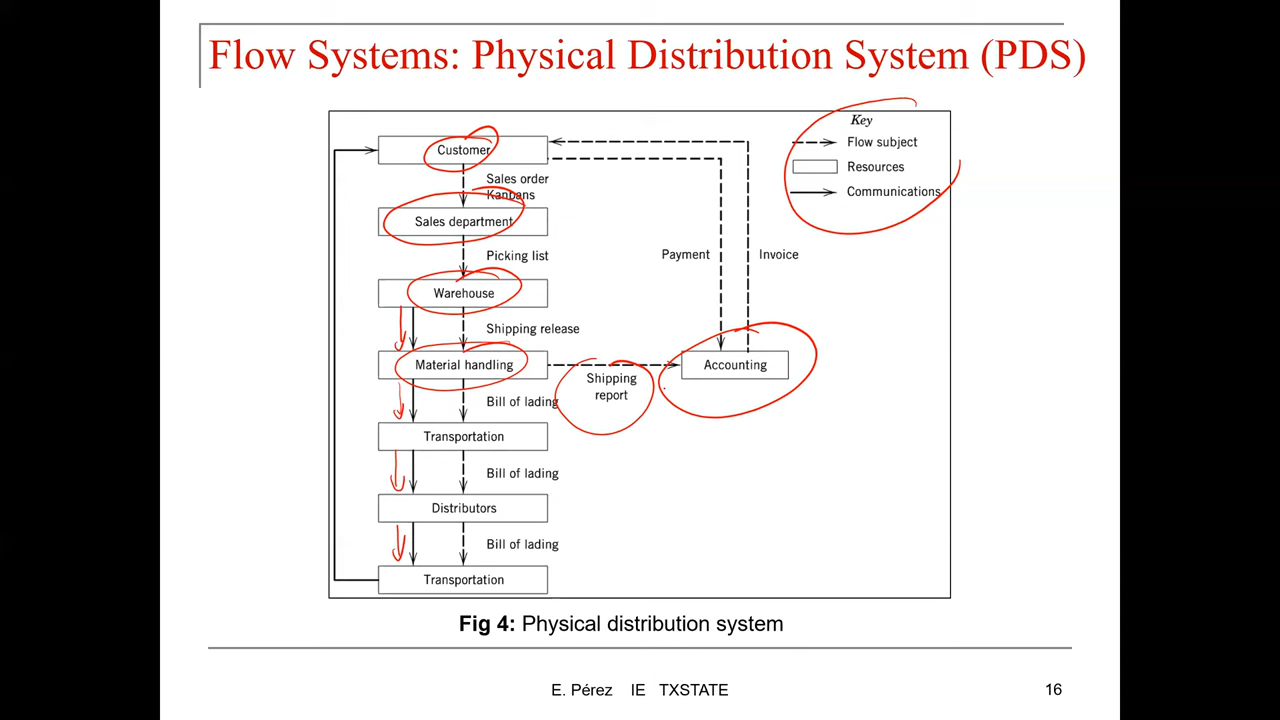 Flow Systems: Physical Distribution System (PDS)
Key
Flow subject
Resources
Communications
Customer
Sales order
Kanbans
Sales department
Picking list
Payment
Invoice
Warehouse
Shipping release
Material handling
Accounting
Shipping
report
Bill of lading
Transportation
Bill of lading
Distributors
Bill of lading
Transportation
Fig 4: Physical distribution system
E. Pérez IE TXSTATE
16